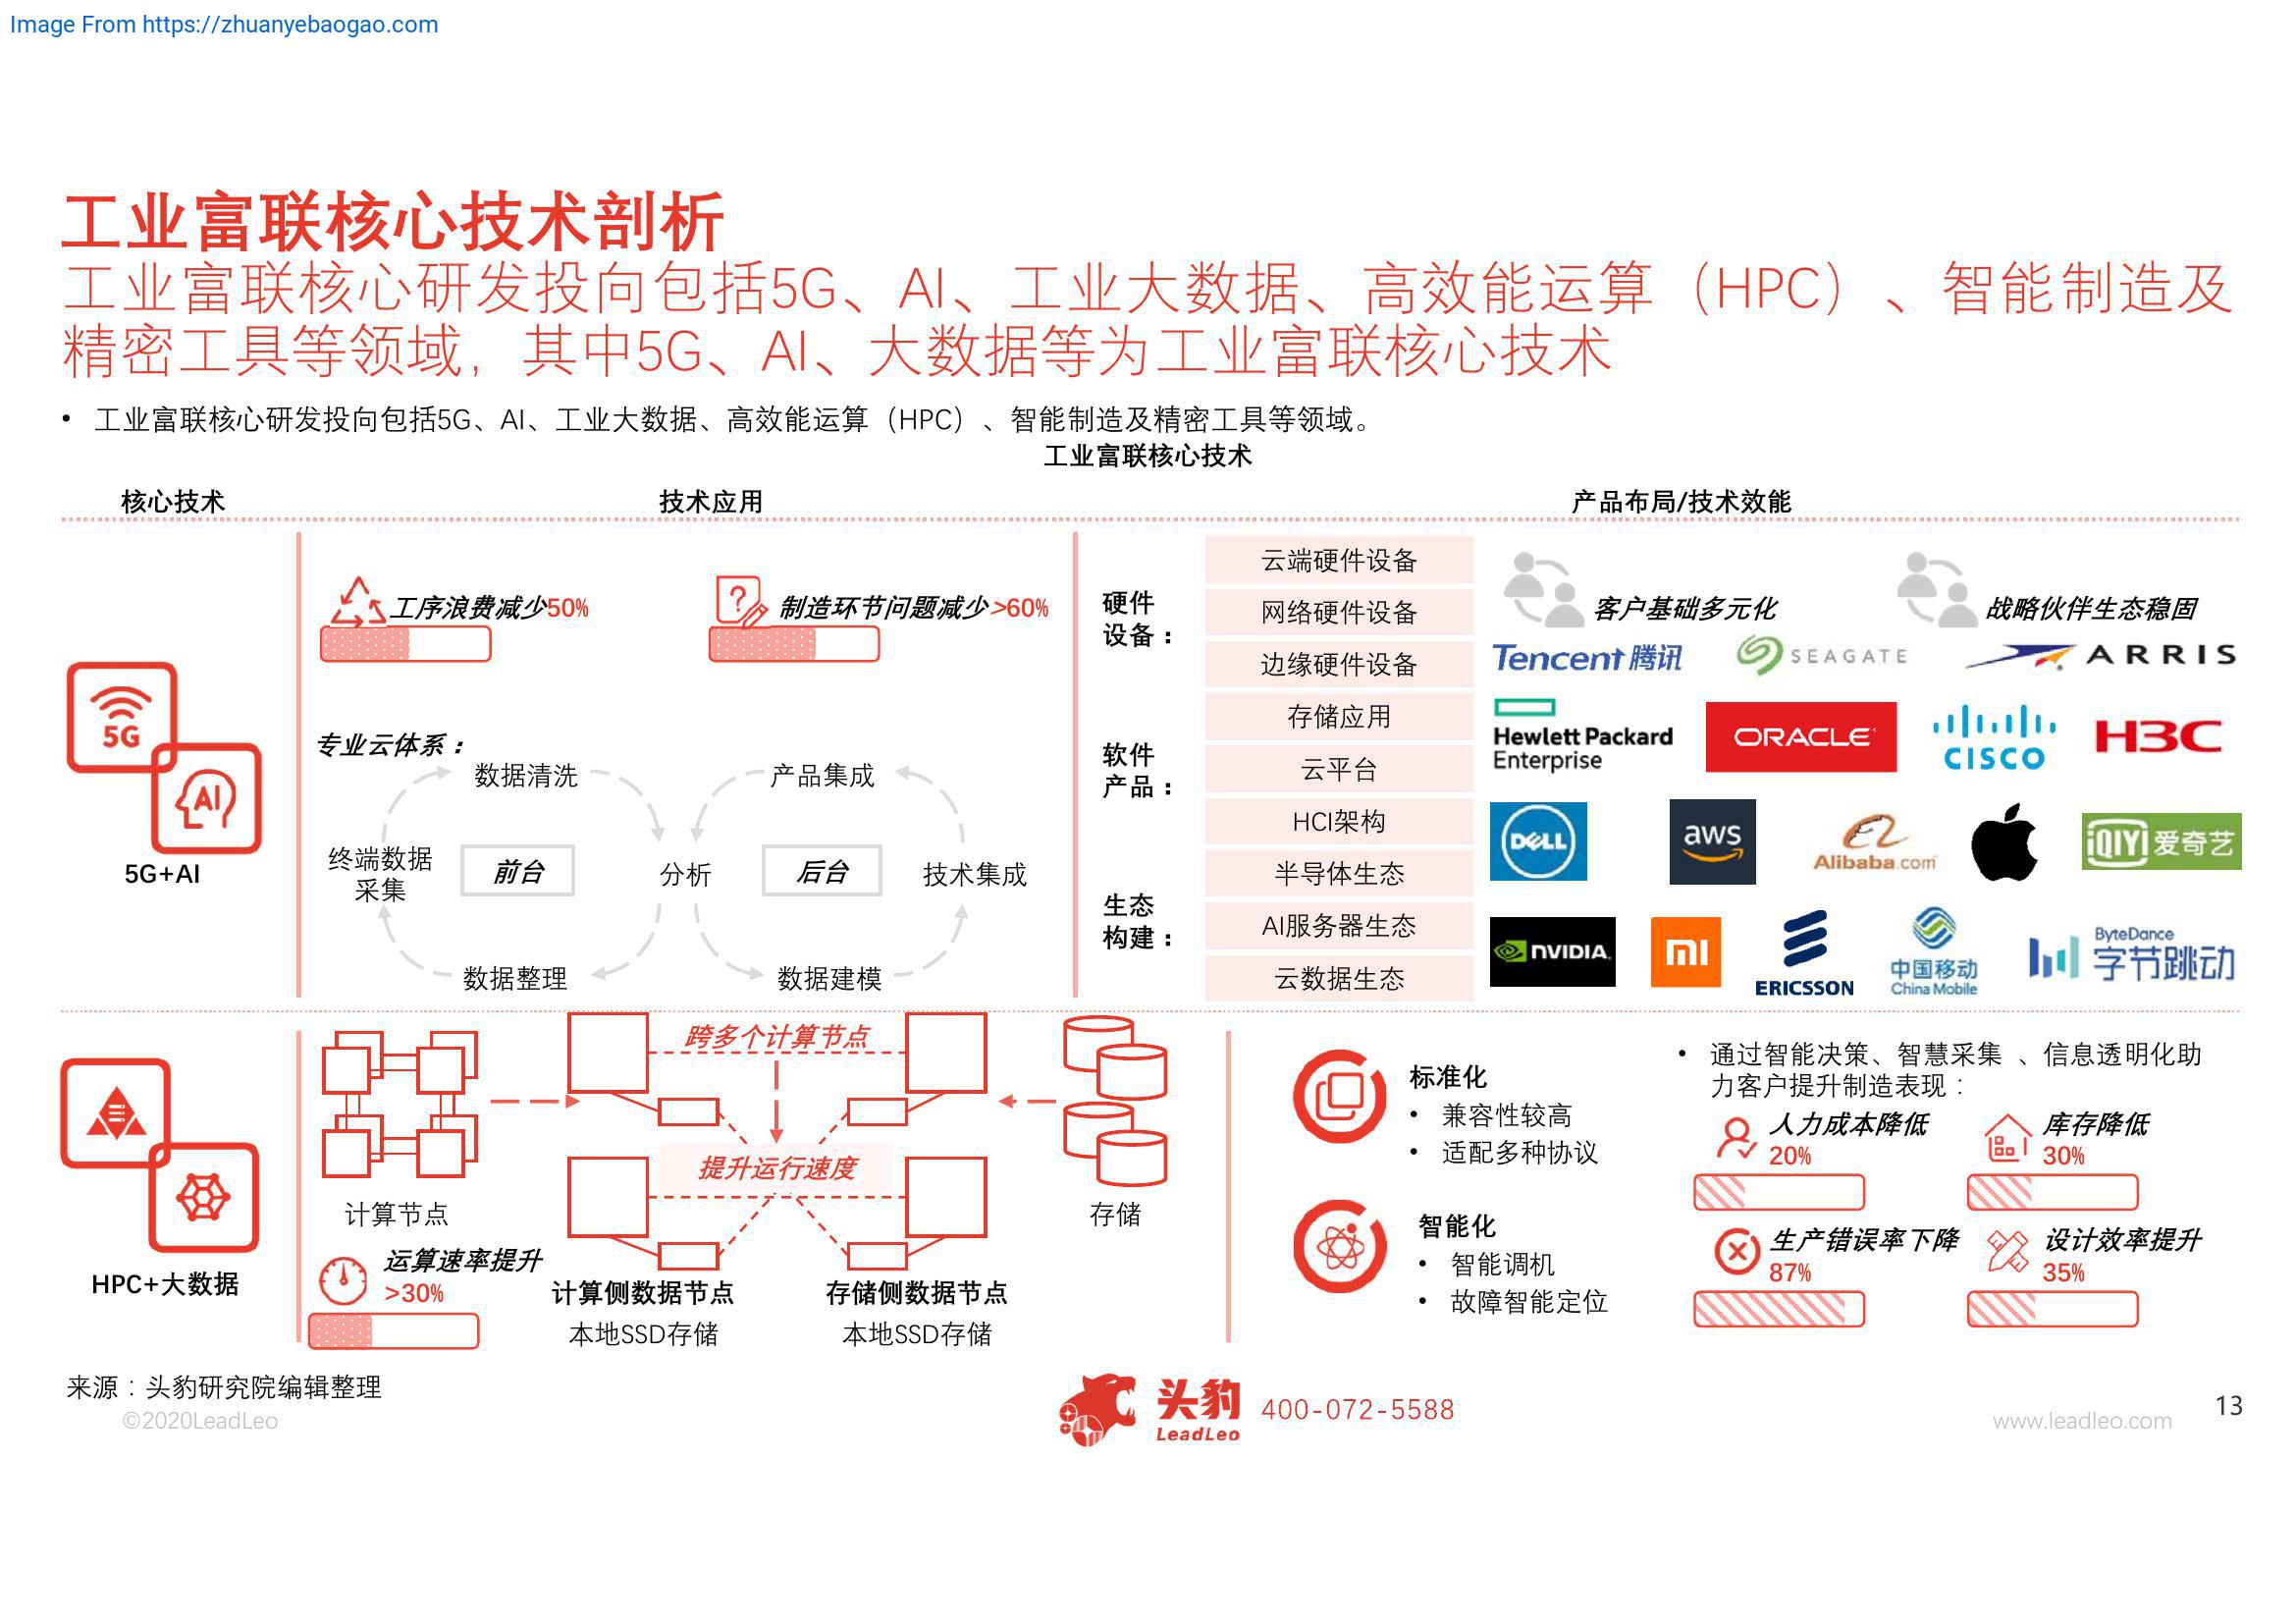 Image From https://zhuanyebaogao.com
工业富联核心技术剖析
工业富联核心研发投向包括5G、AI、工业大数据、高效能运算（HPC）、智能制造及
精密工具等领域，其中5G、AI、大数据等为工业富联核心技术
• 工业富联核心研发投向包括5G、AI、工业大数据、高效能运算（HPC）、智能制造及精密工具等领域。
工业富联核心技术
核心技术
技术应用
产品布局/技术效能
5G
AI
5G+AI
工序浪费减少50%
制造环节问题减少>60%
专业云体系：
数据清洗
产品集成
终端数据
采集
前台
分析
后台
技术集成
数据整理
数据建模
硬件
设备：
云端硬件设备
网络硬件设备
边缘硬件设备
软件
产品：
存储应用
云平台
HCI架构
生态
构建：
半导体生态
AI服务器生态
云数据生态
客户基础多元化
战略伙伴生态稳固
Tencent 腾讯
SEAGATE
ARRIS
Hewlett Packard
Enterprise
ORACLE
CISCO
H3C
DELL
aws
Alibaba.com
iQIYI 爱奇艺
NVIDIA.
mi
ERICSSON
中国移动
China Mobile
ByteDance
字节跳动
HPC+大数据
计算节点
运算速率提升
>30%
跨多个计算节点
提升运行速度
计算侧数据节点
本地SSD存储
存储侧数据节点
本地SSD存储
存储
标准化
• 兼容性较高
• 适配多种协议
智能化
• 智能调机
• 故障智能定位
• 通过智能决策、智慧采集 、信息透明化助
力客户提升制造表现：
人力成本降低
20%
库存降低
30%
生产错误率下降
87%
设计效率提升
35%
来源：头豹研究院编辑整理
©2020LeadLeo
头豹
LeadLeo
400-072-5588
www.leadleo.com
13